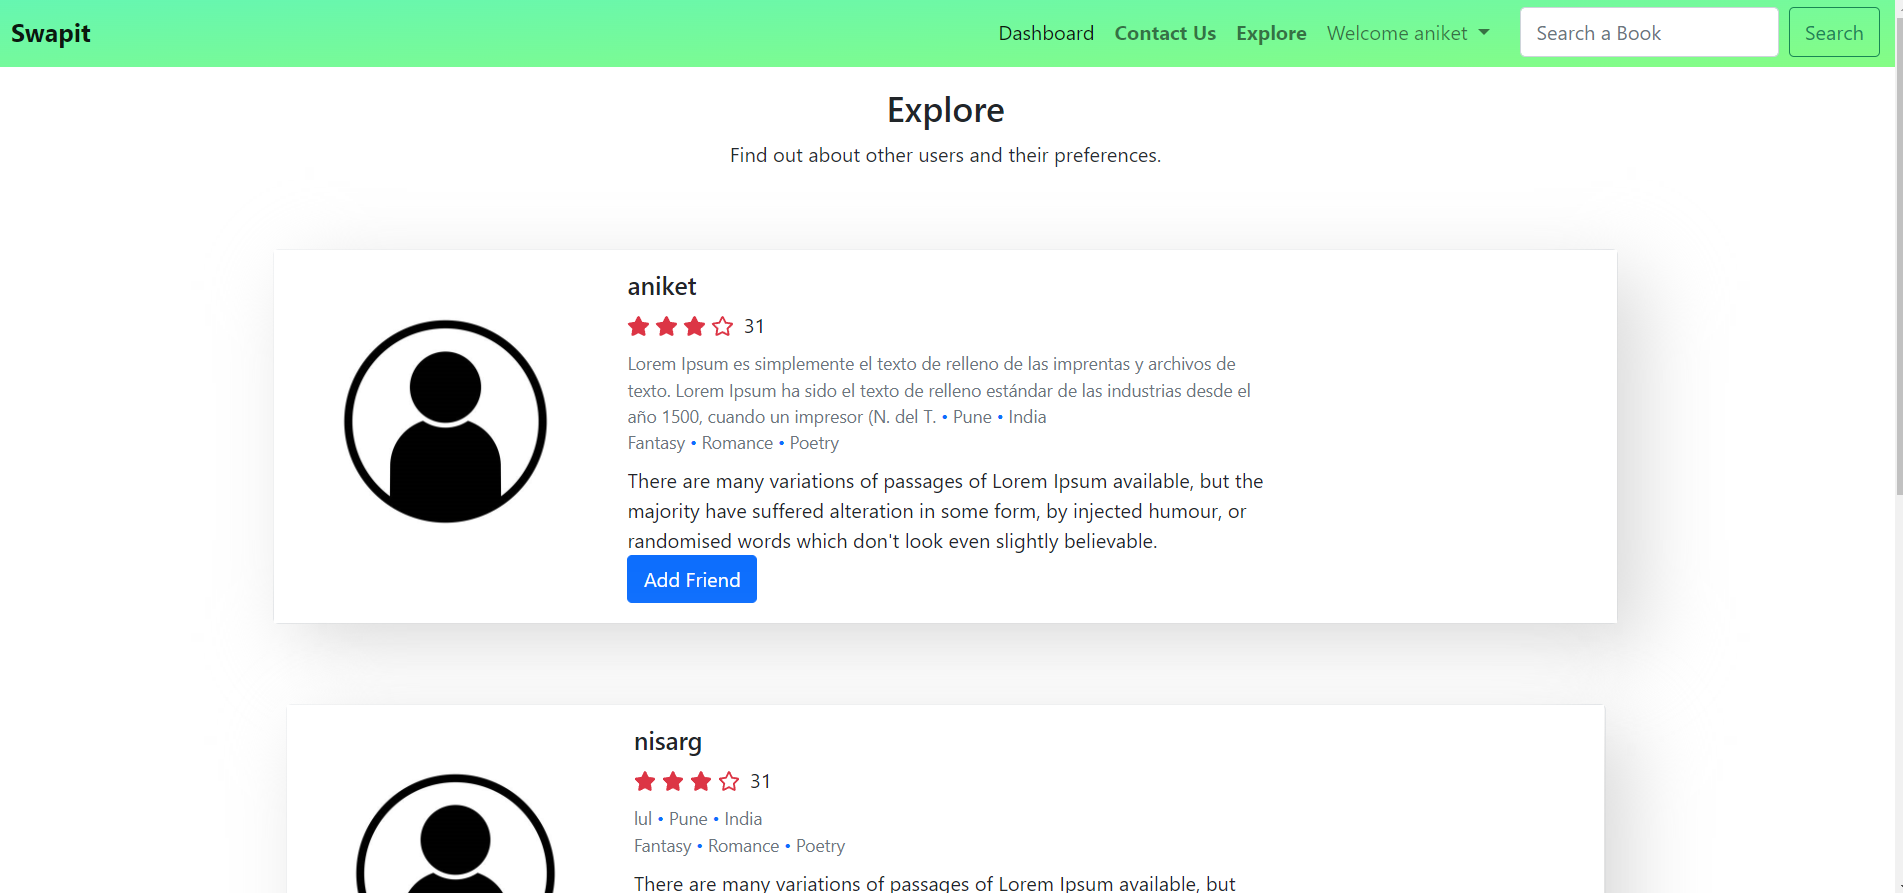 Swapit
Dashboard Contact Us Explore Welcome aniket Search a Book Search
Explore
Find out about other users and their preferences.
aniket
31
Lorem Ipsum es simplemente el texto de relleno de las imprentas y archivos de
texto. Lorem Ipsum ha sido el texto de relleno estándar de las industrias desde el
año 1500, cuando un impresor (N. del T. • Pune • India
Fantasy • Romance • Poetry
There are many variations of passages of Lorem Ipsum available, but the
majority have suffered alteration in some form, by injected humour, or
randomised words which don't look even slightly believable.
Add Friend
nisarg
31
lul • Pune • India
Fantasy • Romance • Poetry
There are many variations of passages of Lorem Ipsum available, but